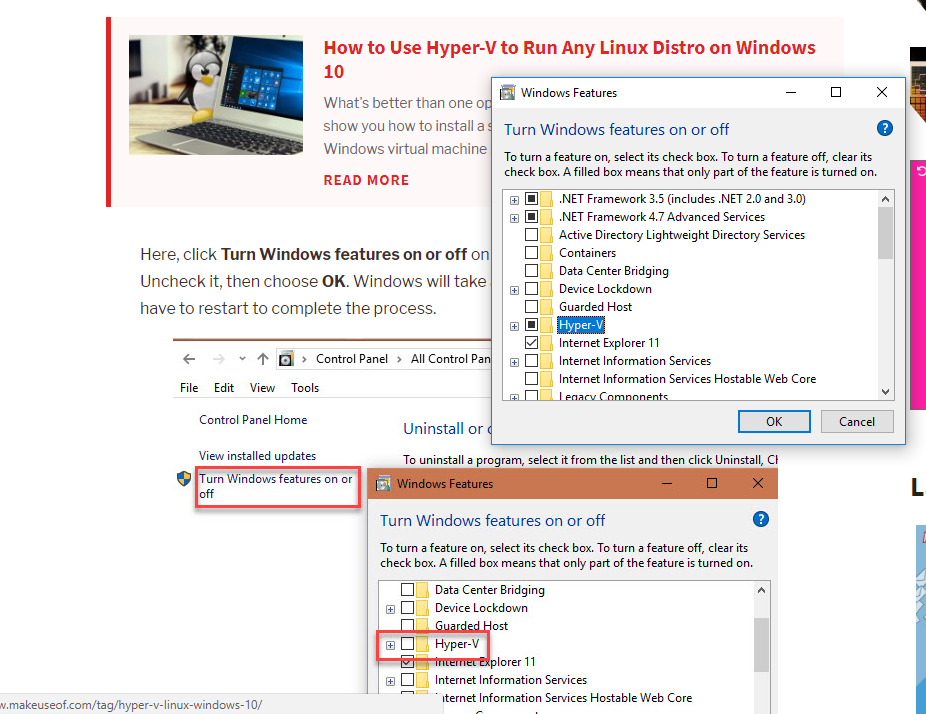 How to Use Hyper-V to Run Any Linux Distro on Windows
10
What's better than one op
show you how to install a s
Windows virtual machine
READ MORE
Here, click Turn Windows features on or off on
Uncheck it, then choose OK. Windows will take
have to restart to complete the process.
Windows Features
Turn Windows features on or off
To turn a feature on, select its check box. To turn a feature off, clear its
check box. A filled box means that only part of the feature is turned on.
.NET Framework 3.5 (includes .NET 2.0 and 3.0)
.NET Framework 4.7 Advanced Services
Active Directory Lightweight Directory Services
Containers
Data Center Bridging
Device Lockdown
Guarded Host
Hyper-V
Internet Explorer 11
Internet Information Services
Internet Information Services Hostable Web Core
Legacy Components
OK Cancel
Control Panel > All Control Pan
File Edit View Tools
Control Panel Home
View installed updates
Turn Windows features on or
off
Uninstall or c
To uninstall a program, select it from the list and then click Uninstall, Ch
Windows Features
Turn Windows features on or off
To turn a feature on, select its check box. To turn a feature off, clear its
check box. A filled box means that only part of the feature is turned on.
Data Center Bridging
Device Lockdown
Guarded Host
Hyper-V
Internet Explorer 11
Internet Information Services
Internet Information Services Hostable Web Core
w.makeuseof.com/tag/hyper-v-linux-windows-10/